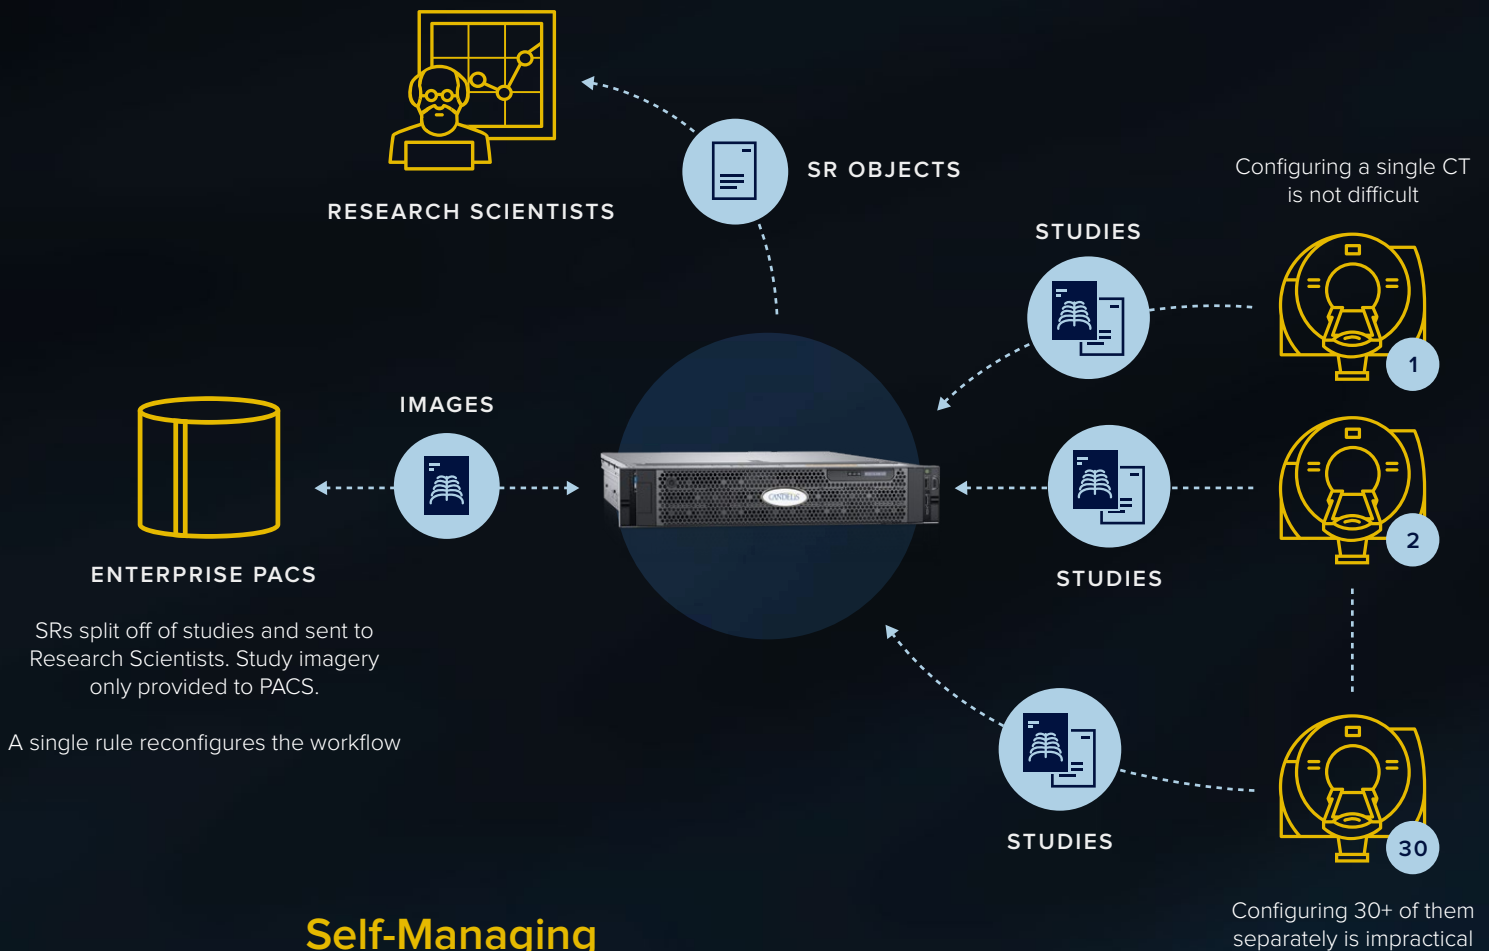 SR OBJECTS
RESEARCH SCIENTISTS
Configuring a single CT
is not difficult
STUDIES
1
IMAGES
CANDELIS
2
ENTERPRISE PACS
STUDIES
SRs split off of studies and sent to
Research Scientists. Study imagery
only provided to PACS.
A single rule reconfigures the workflow
STUDIES
30
Configuring 30+ of them
separately is impractical
Self-Managing